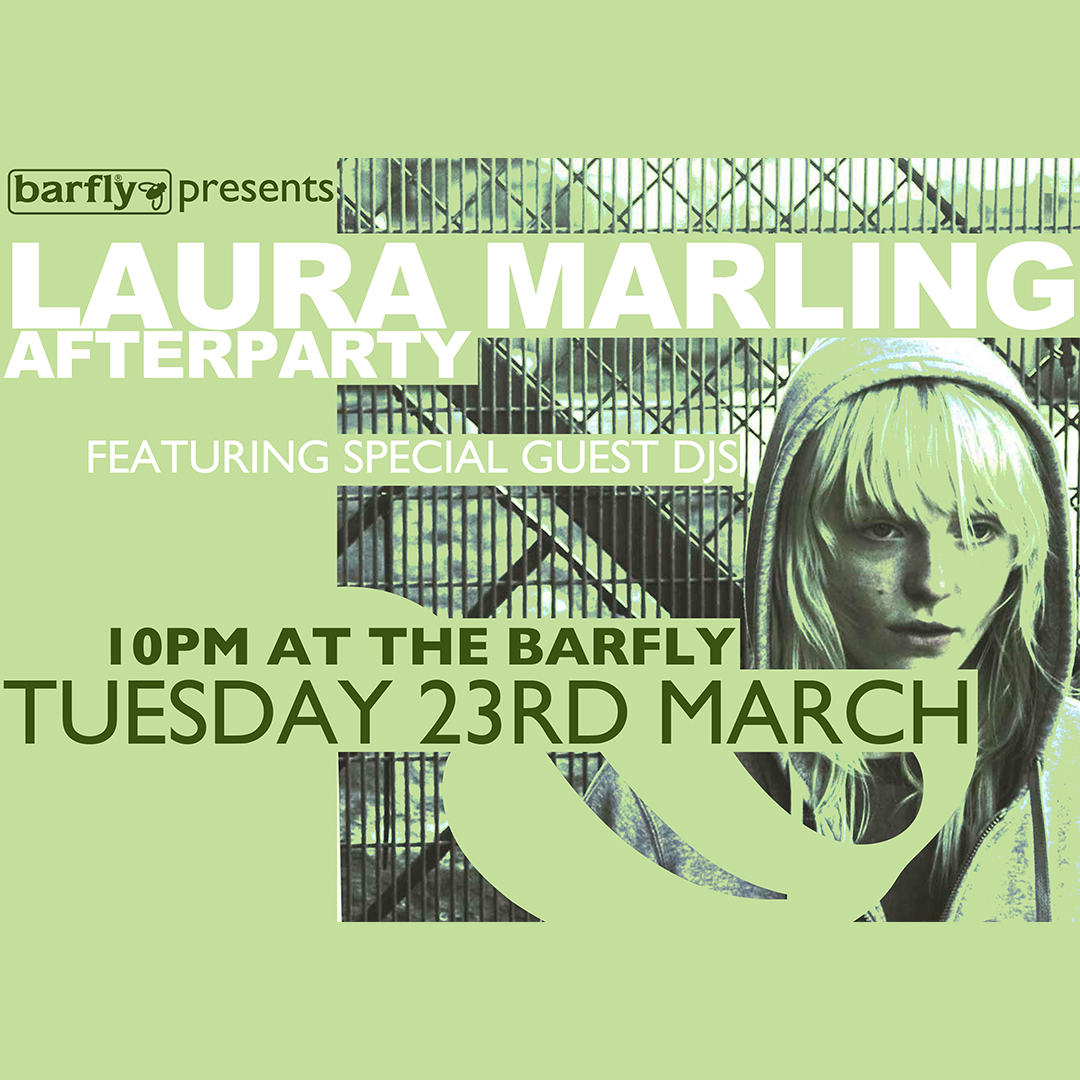 barfly® presents
LAURA MARLING
AFTERPARTY
FEATURING SPECIAL GUEST DJS
10PM AT THE BARFLY
TUESDAY 23RD MARCH